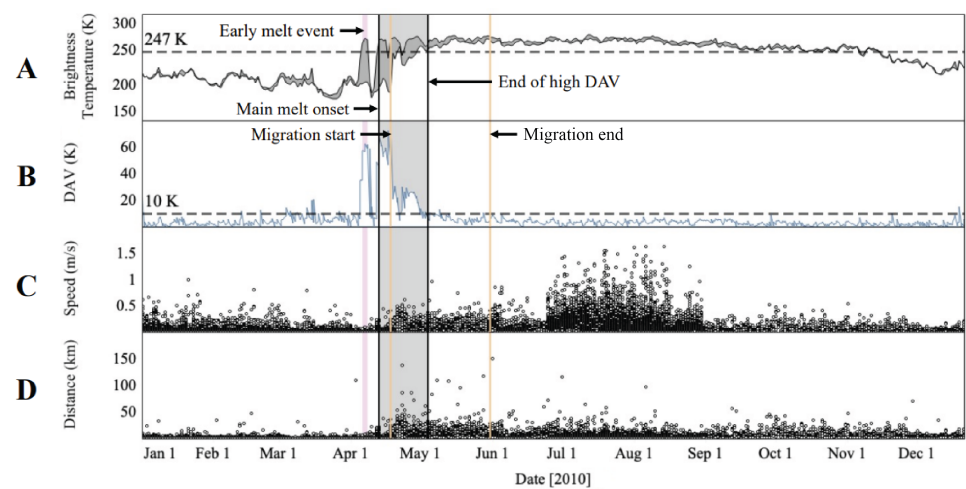 A
Brightness
Temperature (K)
300
250
200
150
247 K
Early melt event
Main melt onset
End of high DAV
B
DAV (K)
60
40
20
10 K
Migration start
Migration end
C
Speed (m/s)
1.5
1
0.5
D
Distance (km)
150
100
50
Jan 1 Feb 1 Mar 1 Apr 1 May 1 Jun 1 Jul 1 Aug 1 Sep 1 Oct 1 Nov 1 Dec 1
Date [2010]